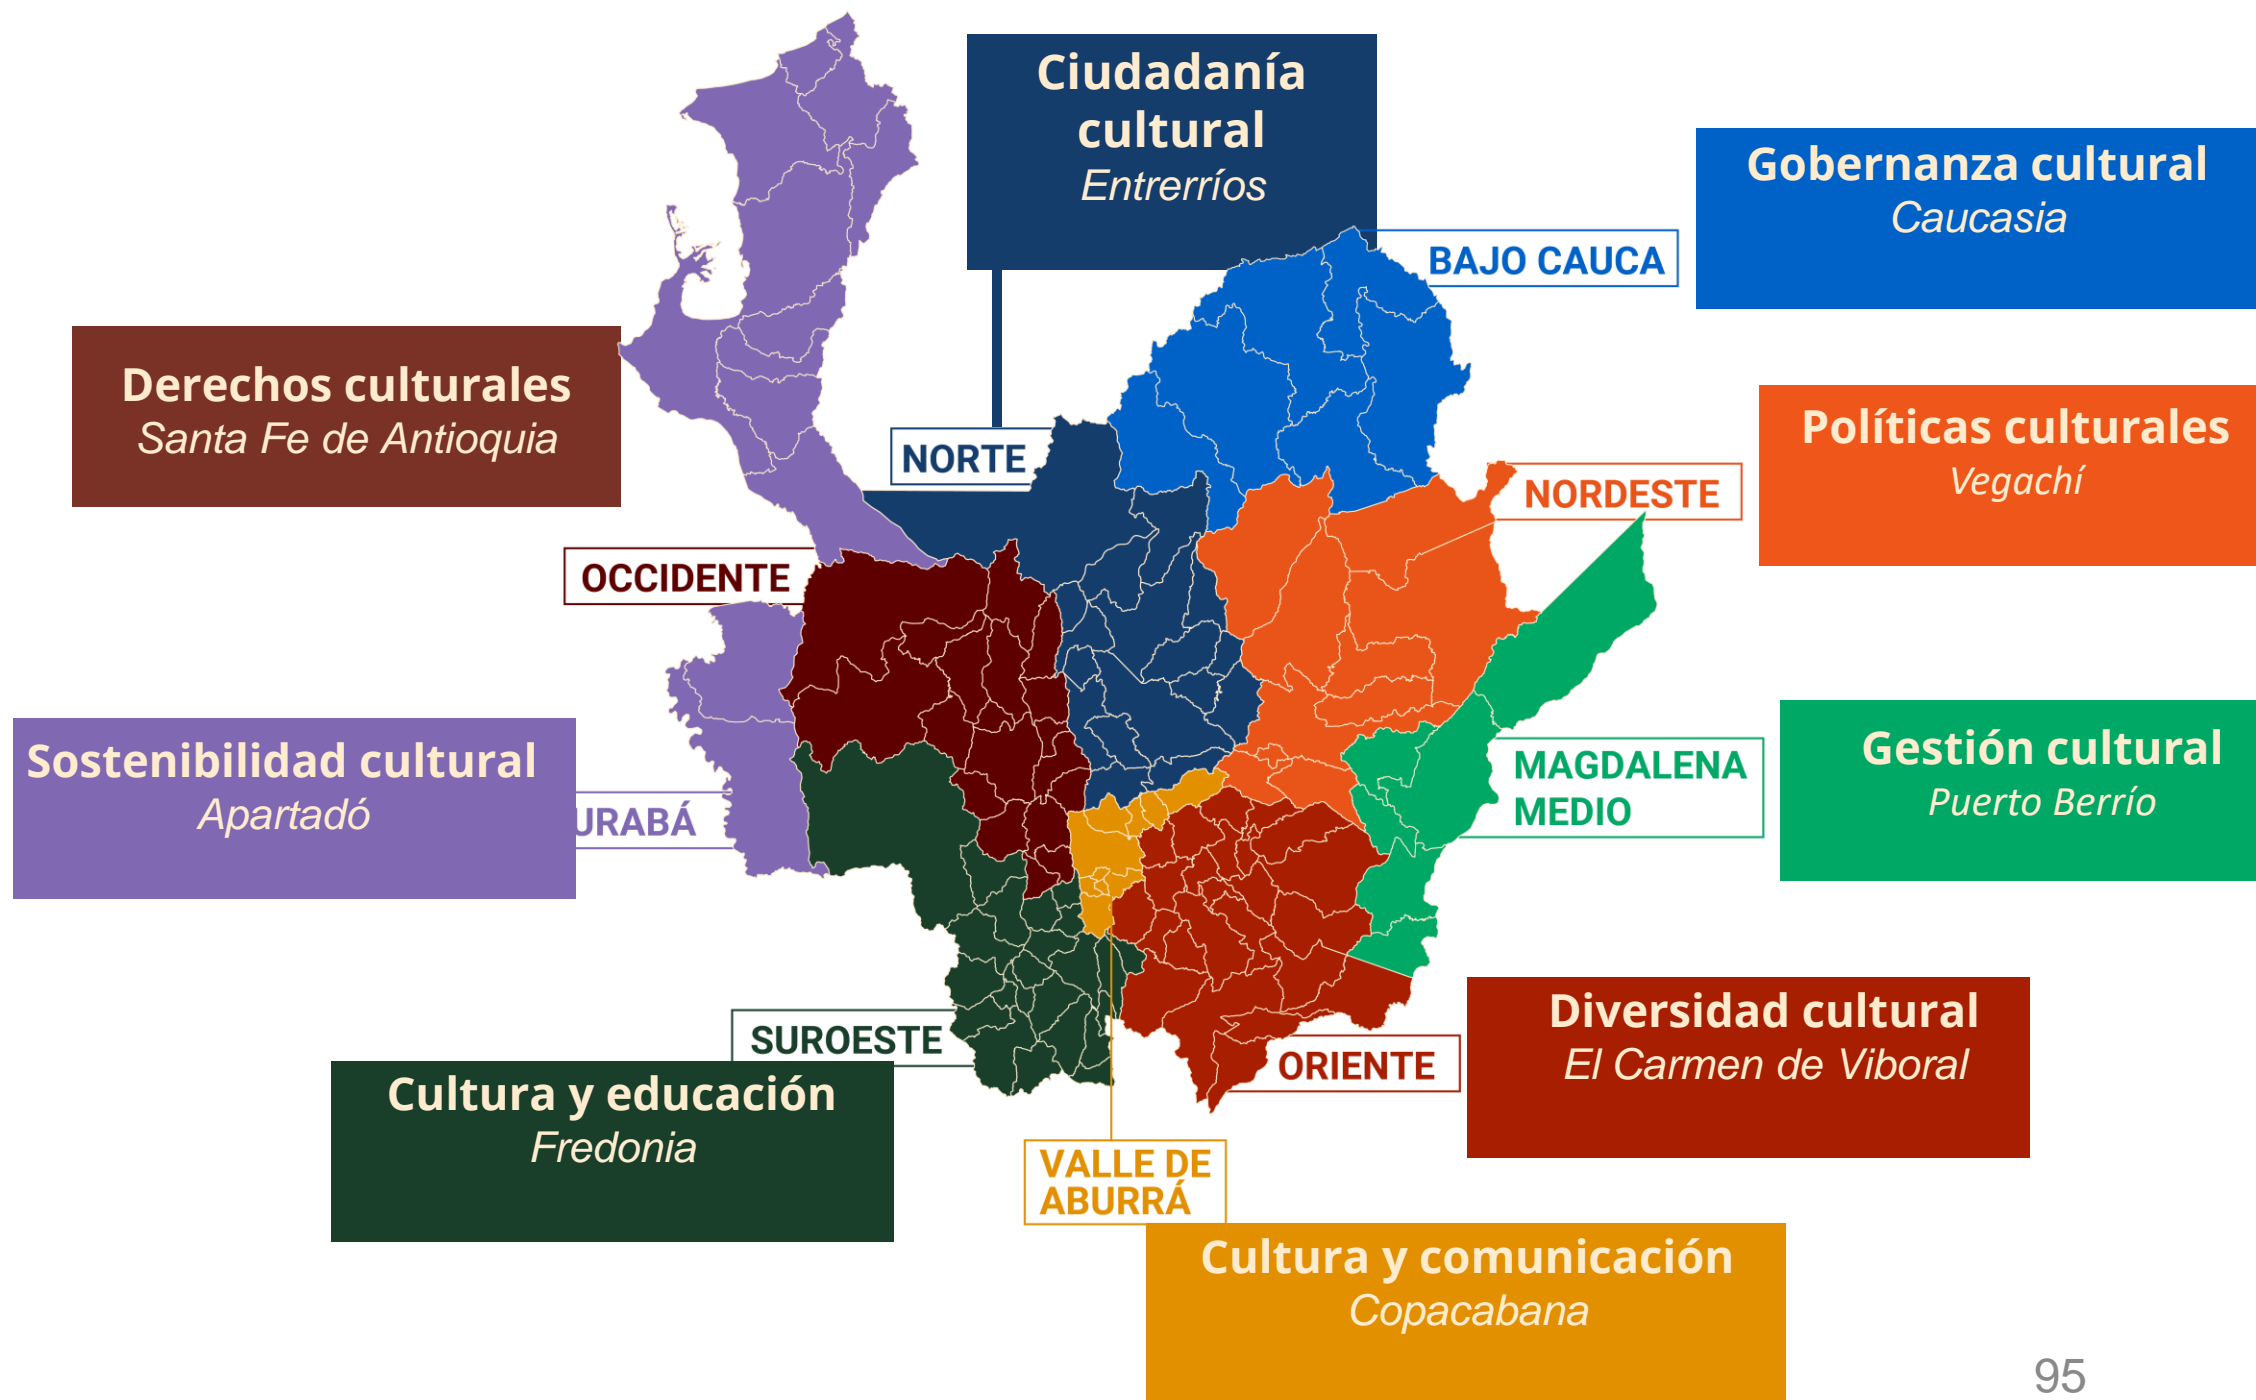 Ciudadanía
cultural
Entrerríos
Gobernanza cultural
Caucasia
BAJO CAUCA
Derechos culturales
Santa Fe de Antioquia
Políticas culturales
Vegachí
NORTE
NORDESTE
OCCIDENTE
Sostenibilidad cultural
Apartadó
URABÁ
Gestión cultural
Puerto Berrío
MAGDALENA
MEDIO
Diversidad cultural
El Carmen de Viboral
SUROESTE
ORIENTE
Cultura y educación
Fredonia
VALLE DE
ABURRÁ
Cultura y comunicación
Copacabana
95